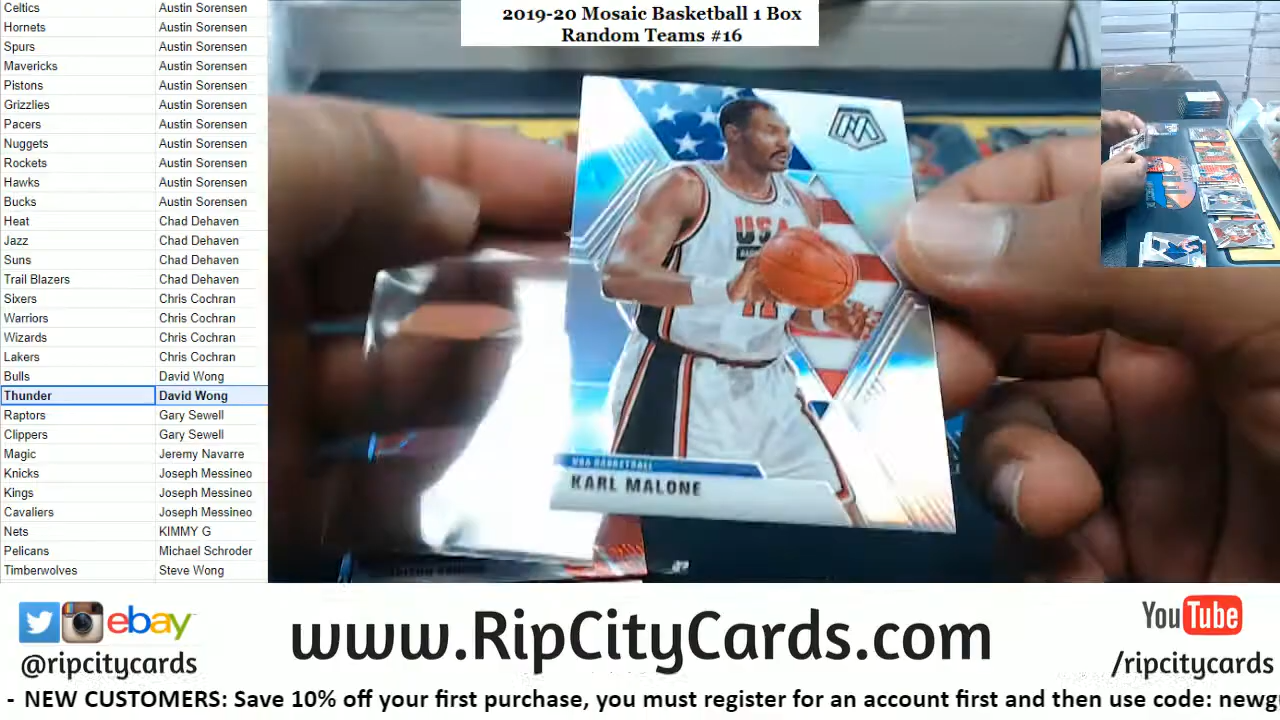 2019-20 Mosaic Basketball 1 Box
Random Teams #16
Celtics Austin Sorensen
Hornets Austin Sorensen
Spurs Austin Sorensen
Mavericks Austin Sorensen
Pistons Austin Sorensen
Grizzlies Austin Sorensen
Pacers Austin Sorensen
Nuggets Austin Sorensen
Rockets Austin Sorensen
Hawks Austin Sorensen
Bucks Austin Sorensen
Heat Chad Dehaven
Jazz Chad Dehaven
Suns Chad Dehaven
Trail Blazers Chad Dehaven
Sixers Chris Cochran
Warriors Chris Cochran
Wizards Chris Cochran
Lakers Chris Cochran
Bulls David Wong
Thunder David Wong
Raptors Gary Sewell
Clippers Gary Sewell
Magic Jeremy Navarre
Knicks Joseph Messineo
Kings Joseph Messineo
Cavaliers Joseph Messineo
Nets KIMMY G
Pelicans Michael Schroder
Timberwolves Steve Wong
M
USA
11
USA BASKETBALL
KARL MALONE
ebay
@ripcitycards
www.RipCityCards.com
YouTube
/ripcitycards
- NEW CUSTOMERS: Save 10% off your first purchase, you must register for an account first and then use code: newg